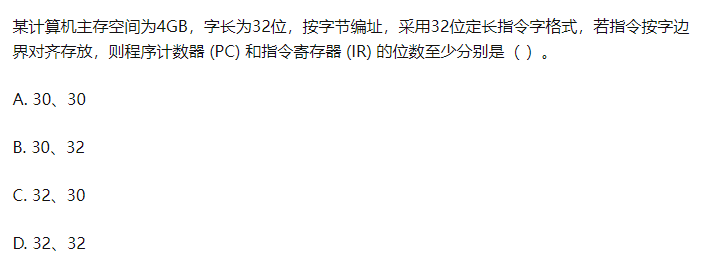 某计算机主存空间为4GB，字长为32位，按字节编址，采用32位定长指令字格式，若指令按字边
界对齐存放，则程序计数器 (PC) 和指令寄存器 (IR) 的位数至少分别是（ ）。
A. 30、30
B. 30、32
C. 32、30
D. 32、32